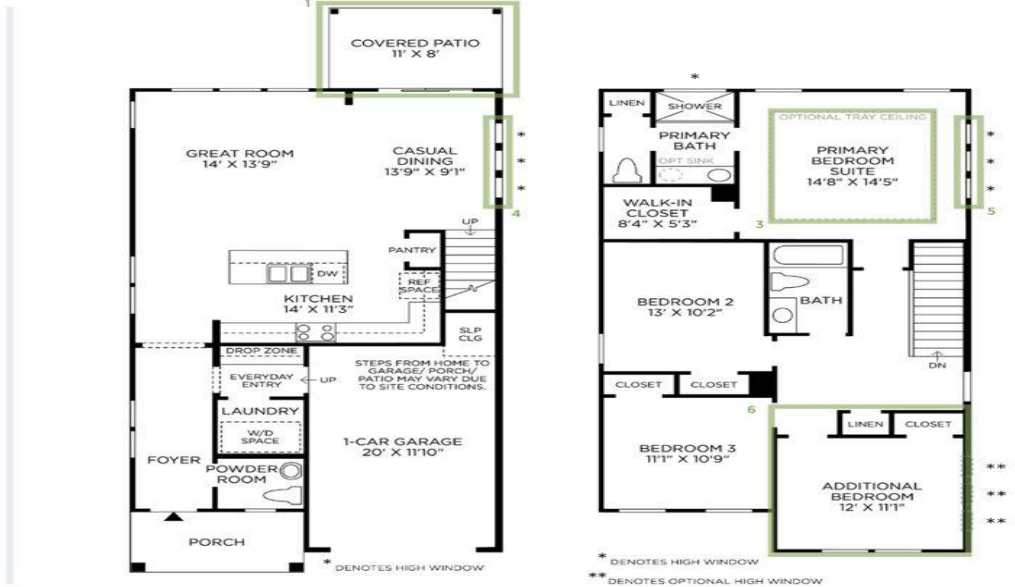 1
COVERED PATIO
11' X 8'
GREAT ROOM
14' X 13'9"
CASUAL
DINING
13'9" X 9'1"
*
*
*
4
UP
PANTRY
REF
SPACE
DW
KITCHEN
14' X 11'3"
SLP
CLG
DROP ZONE
EVERYDAY
ENTRY
UP
STEPS FROM HOME TO
GARAGE/ PORCH/
PATIO MAY VARY DUE
TO SITE CONDITIONS.
LAUNDRY
W/D
SPACE
1-CAR GARAGE
20' X 11'10"
FOYER
POWDER
ROOM
PORCH
* DENOTES HIGH WINDOW
*
LINEN
SHOWER
PRIMARY
BATH
OPT SINK
OPTIONAL TRAY CEILING
PRIMARY
BEDROOM
SUITE
14'8" X 14'5"
*
*
*
5
3
WALK-IN
CLOSET
8'4" X 5'3"
BEDROOM 2
13' X 10'2"
BATH
DN
CLOSET
CLOSET
6
LINEN
CLOSET
BEDROOM 3
11'1" X 10'9"
ADDITIONAL
BEDROOM
12' X 11'1"
**
**
**
* DENOTES HIGH WINDOW
** DENOTES OPTIONAL HIGH WINDOW